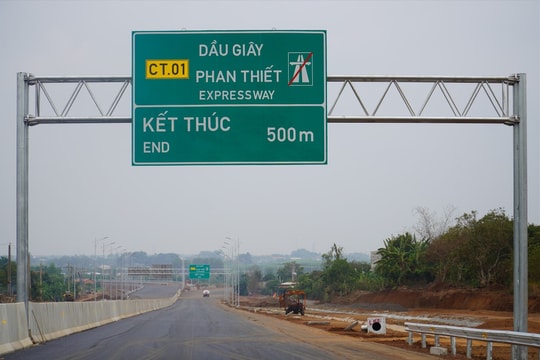 CT.01
DẦU GIÂY
PHAN THIẾT
EXPRESSWAY
KẾT THÚC
500m
END